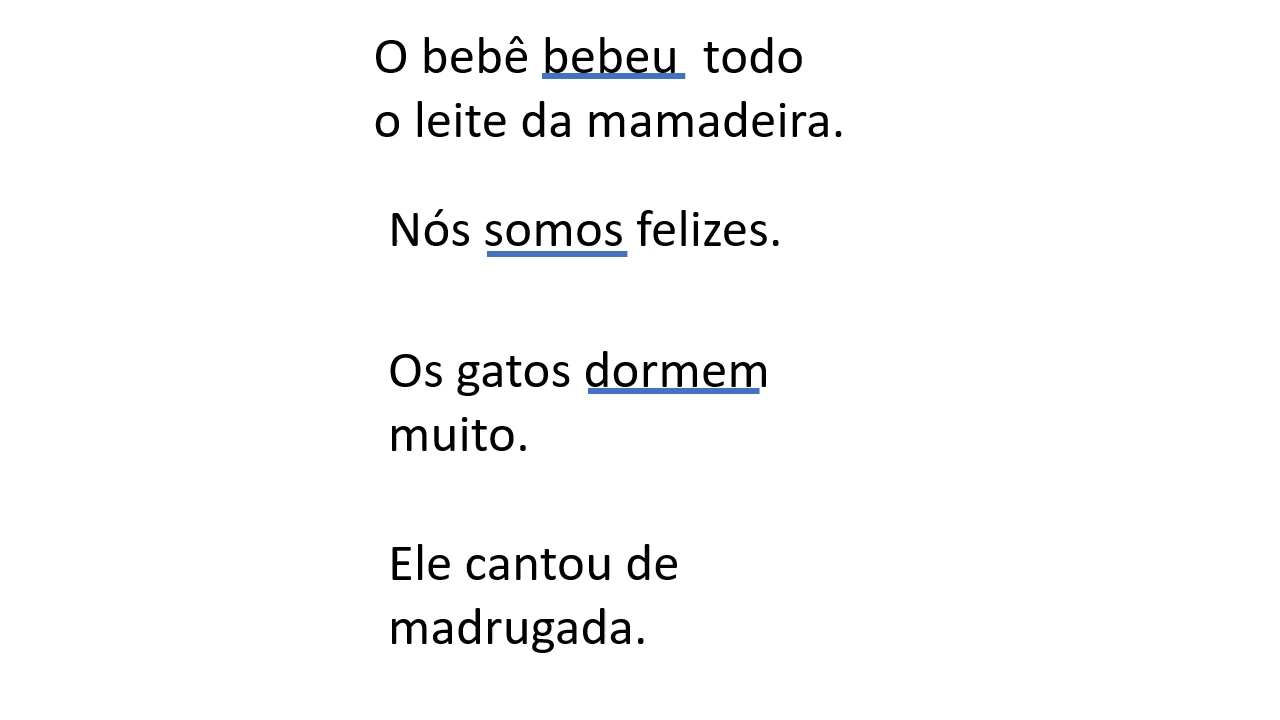 O bebê bebeu  todo
o leite da mamadeira.
Nós somos felizes.
Os gatos dormem
muito.
Ele cantou de
madrugada.